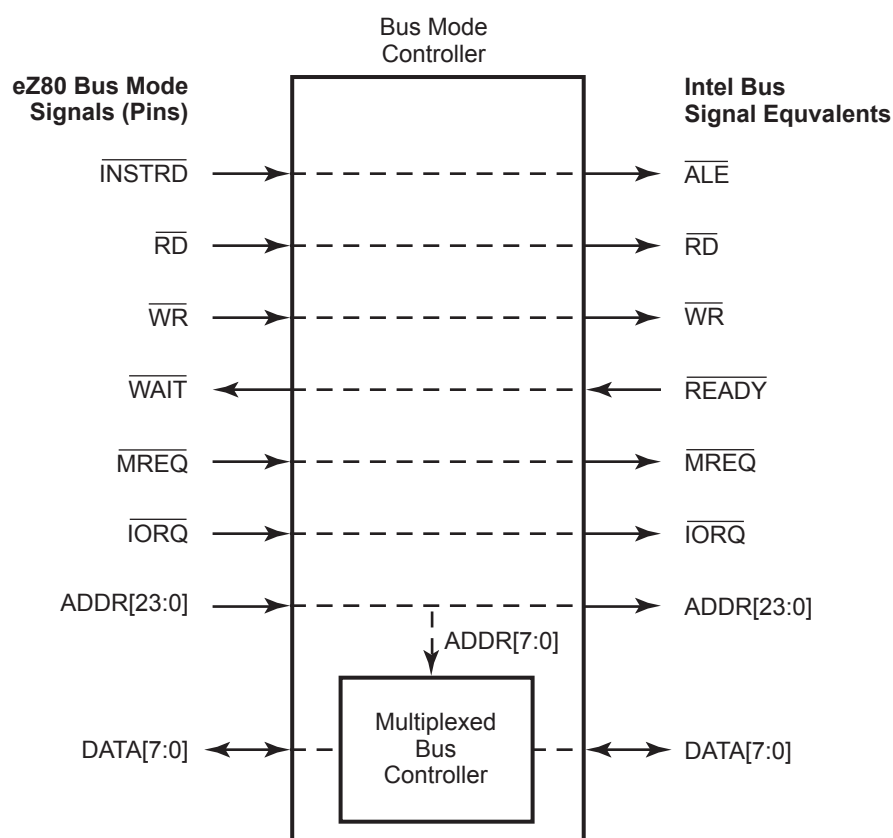 Bus Mode
Controller
eZ80 Bus Mode
Signals (Pins)
Intel Bus
Signal Equvalents
INSTRD
ALE
RD
RD
WR
WR
WAIT
READY
MREQ
MREQ
IORQ
IORQ
ADDR[23:0]
ADDR[23:0]
ADDR[7:0]
Multiplexed
Bus
Controller
DATA[7:0]
DATA[7:0]